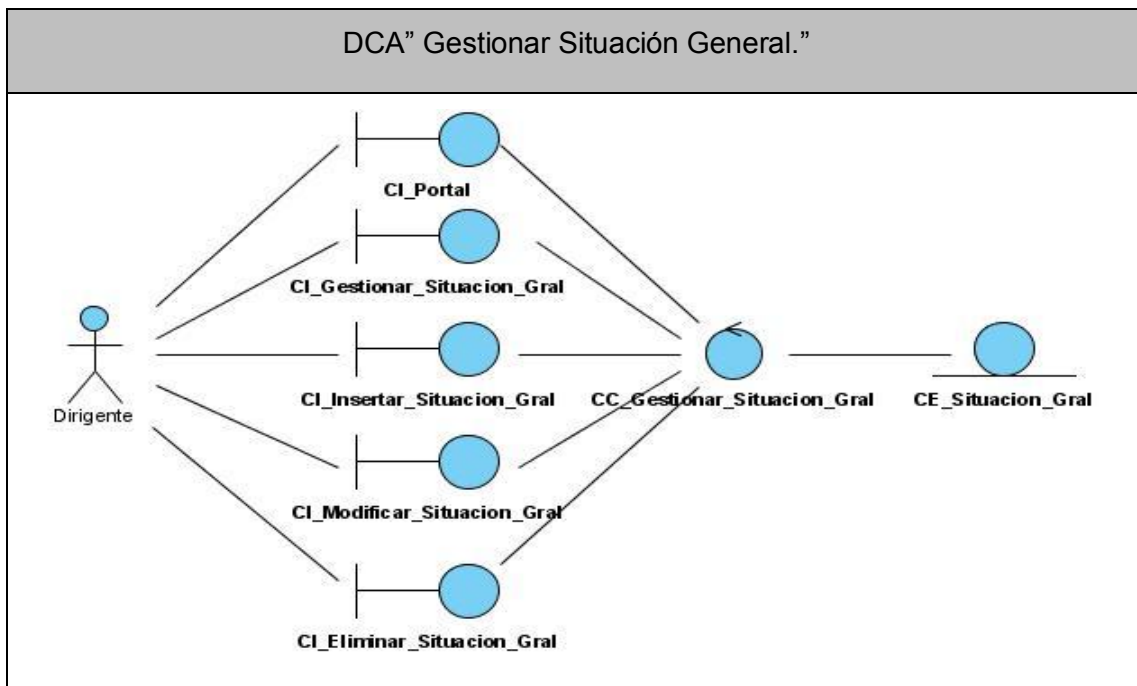 DCA” Gestionar Situación General.”
CI_Portal
CI_Gestionar_Situacion_Gral
CI_Insertar_Situacion_Gral
CC_Gestionar_Situacion_Gral
CE_Situacion_Gral
Dirigente
CI_Modificar_Situacion_Gral
CI_Eliminar_Situacion_Gral